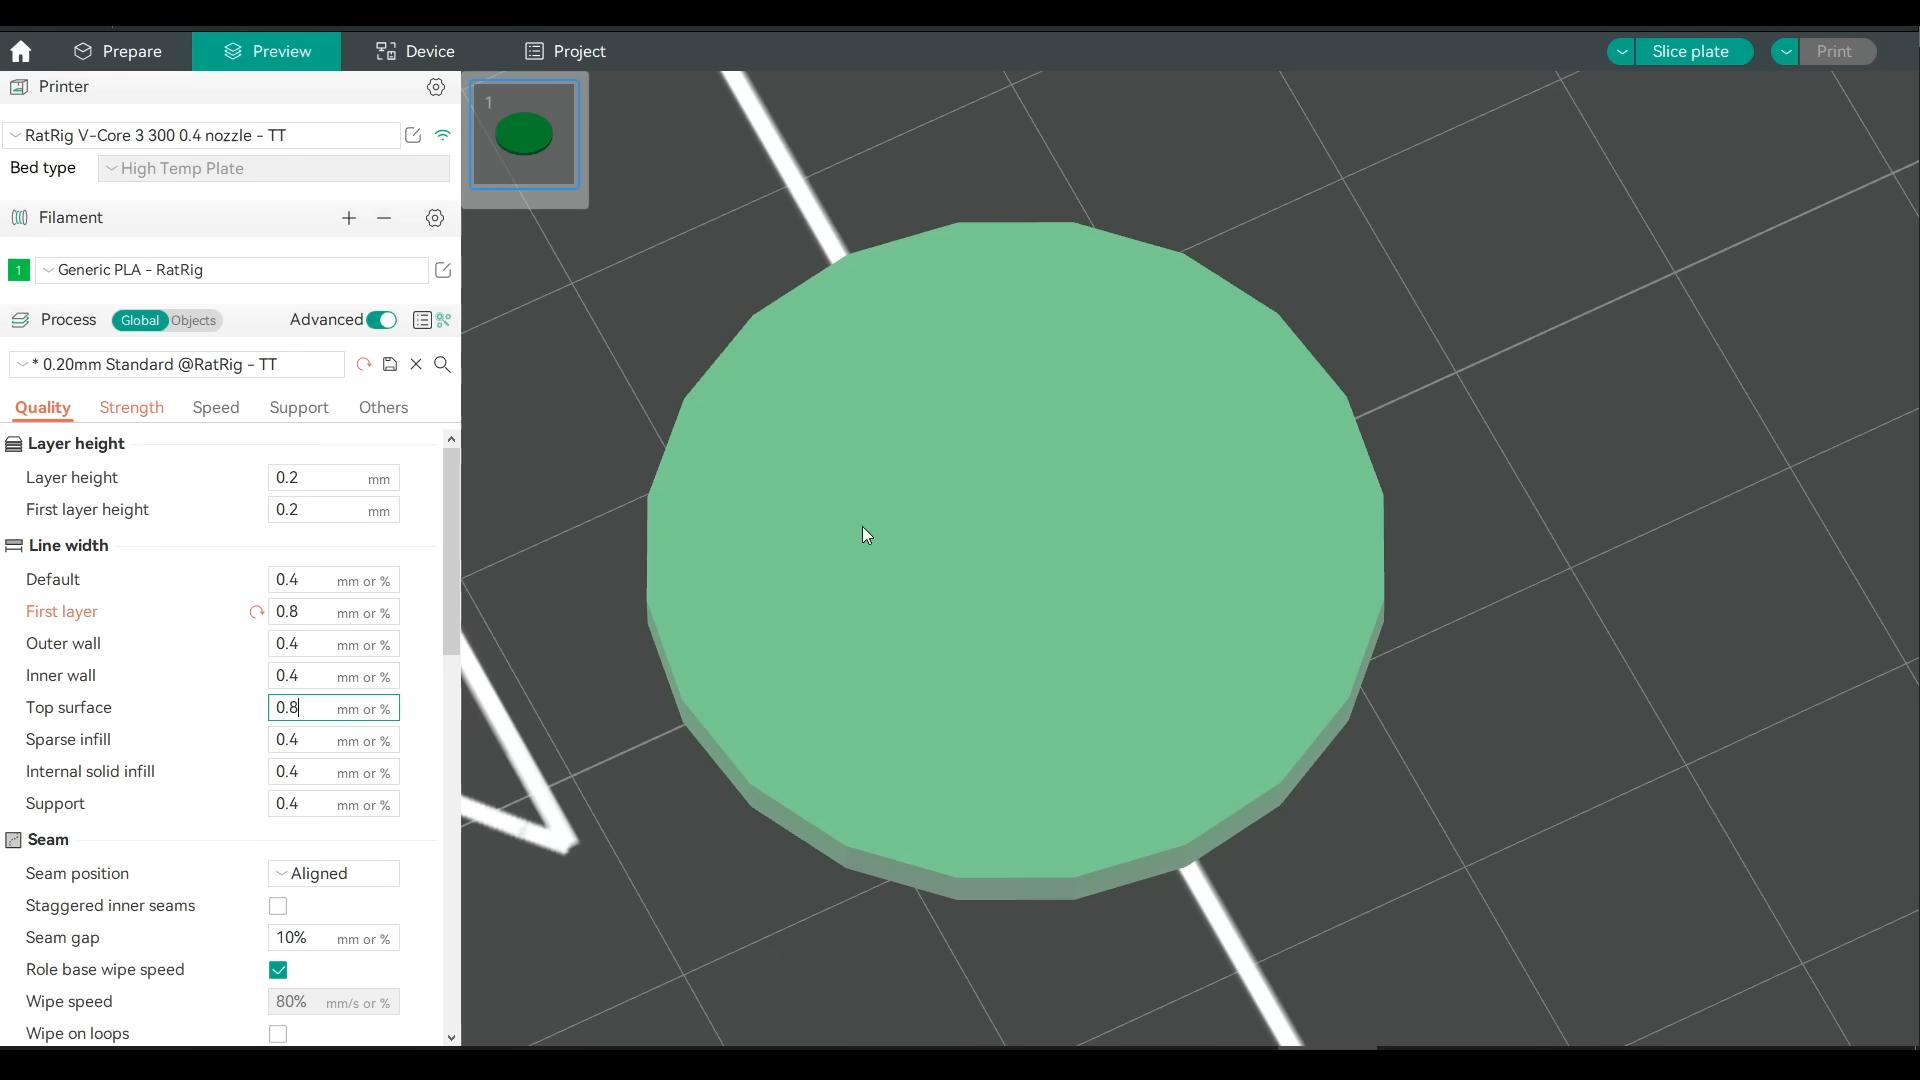 Prepare
Preview
Device
Project
Slice plate
Print
Printer
RatRig V-Core 3 300 0.4 nozzle - TT
Bed type
High Temp Plate
Filament
1 Generic PLA - RatRig
Process Global Objects Advanced
* 0.20mm Standard @RatRig - TT
Quality Strength Speed Support Others
Layer height
Layer height 0.2 mm
First layer height 0.2 mm
Line width
Default 0.4 mm or %
First layer 0.8 mm or %
Outer wall 0.4 mm or %
Inner wall 0.4 mm or %
Top surface 0.8 mm or %
Sparse infill 0.4 mm or %
Internal solid infill 0.4 mm or %
Support 0.4 mm or %
Seam
Seam position Aligned
Staggered inner seams
Seam gap 10% mm or %
Role base wipe speed
Wipe speed 80% mm/s or %
Wipe on loops
1